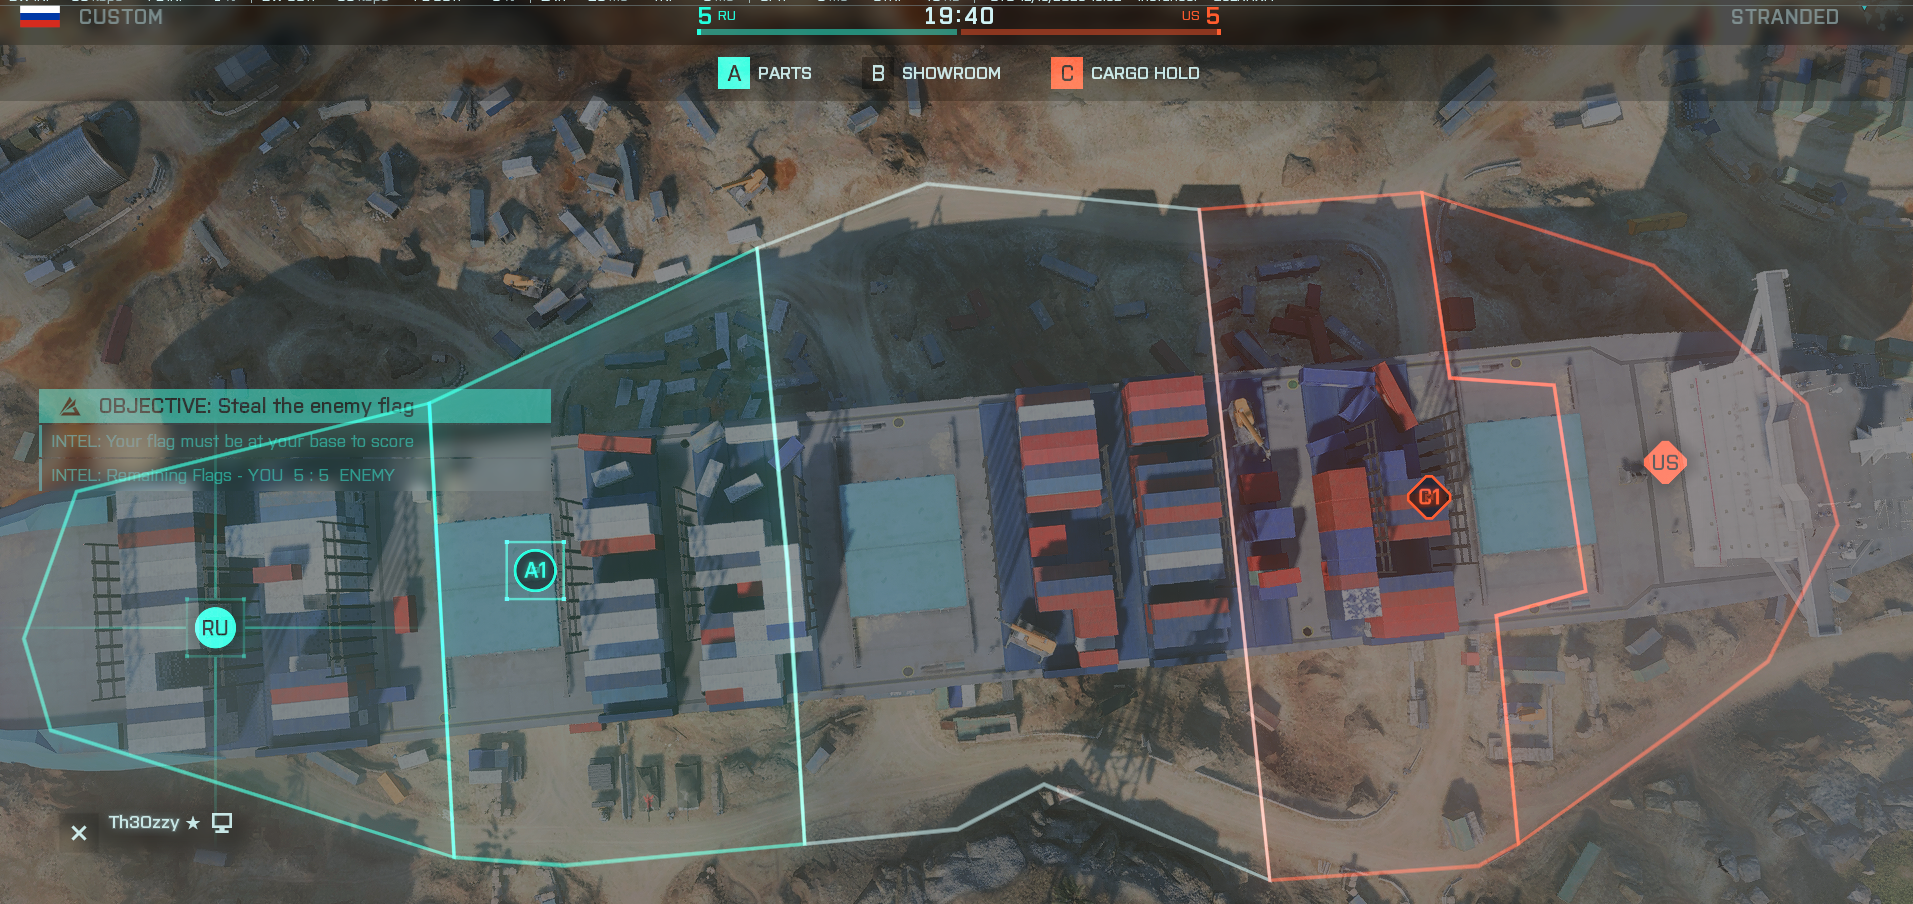 CUSTOM
5 RU
19:40
US 5
STRANDED
A PARTS
B SHOWROOM
C CARGO HOLD
OBJECTIVE: Steal the enemy flag
INTEL: Your flag must be at your base to score
INTEL: Remaining Flags - YOU 5 : 5 ENEMY
US
C1
A1
RU
Th3Ozzy